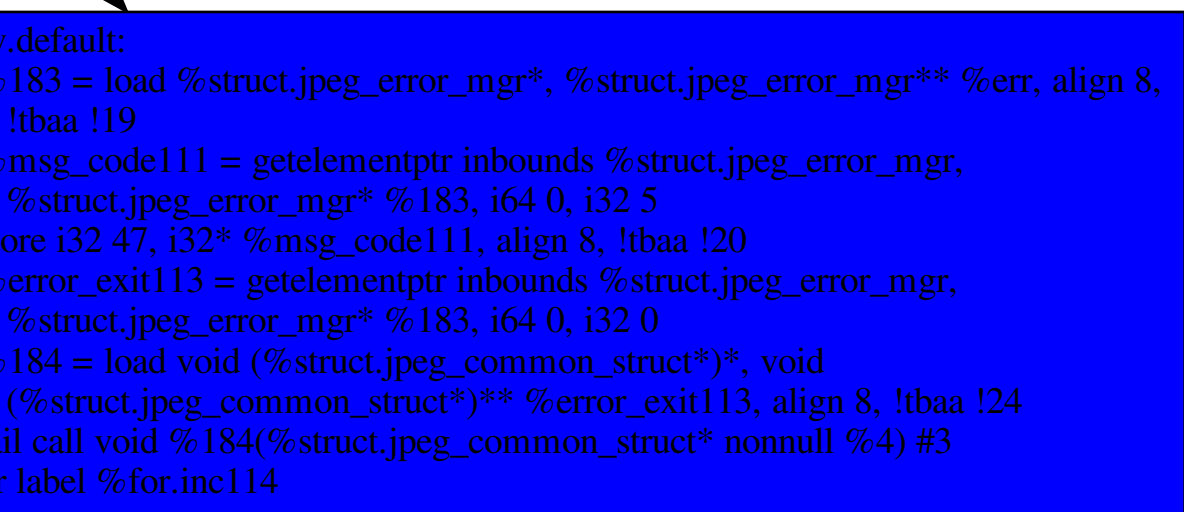 .default:
183 = load %struct.jpeg_error_mgr*, %struct.jpeg_error_mgr** %err, align 8,
!tbaa !19
msg_code111 = getelementptr inbounds %struct.jpeg_error_mgr,
%struct.jpeg_error_mgr* %183, i64 0, i32 5
ore i32 47, i32* %msg_code111, align 8, !tbaa !20
error_exit113 = getelementptr inbounds %struct.jpeg_error_mgr,
%struct.jpeg_error_mgr* %183, i64 0, i32 0
184 = load void (%struct.jpeg_common_struct*)*, void
(%struct.jpeg_common_struct*)** %error_exit113, align 8, !tbaa !24
il call void %184(%struct.jpeg_common_struct* nonnull %4) #3
label %for.inc114